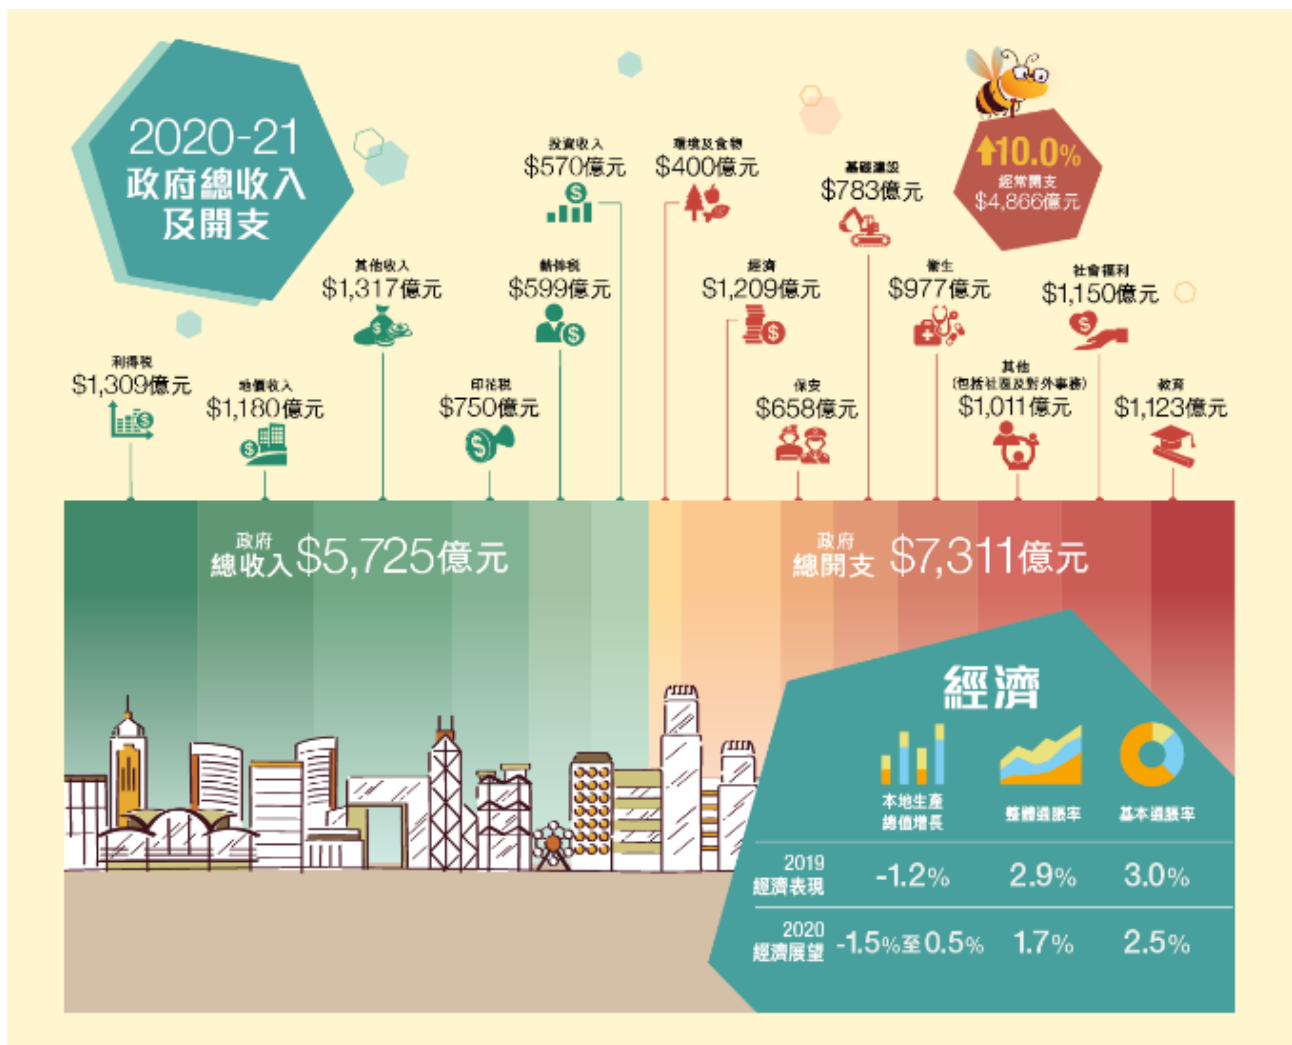 2020-21
政府總收入
及開支
投資收入
$570億元
環境及食物
$400億元
基礎建設
$783億元
10.0%
經常開支
$4,866億元
其他收入
$1,317億元
薪俸稅
$599億元
經濟
$1,209億元
衞生
$977億元
社會福利
$1,150億元
利得稅
$1,309億元
地價收入
$1,180億元
印花稅
$750億元
保安
$658億元
其他
(包括社區及對外事務)
$1,011億元
教育
$1,123億元
政府
總收入 $5,725億元
政府
總開支 $7,311億元
經濟
本地生產
總值增長
整體通脹率
基本通脹率
2019
經濟表現
-1.2%
2.9%
3.0%
2020
經濟展望
-1.5%至0.5%
1.7%
2.5%